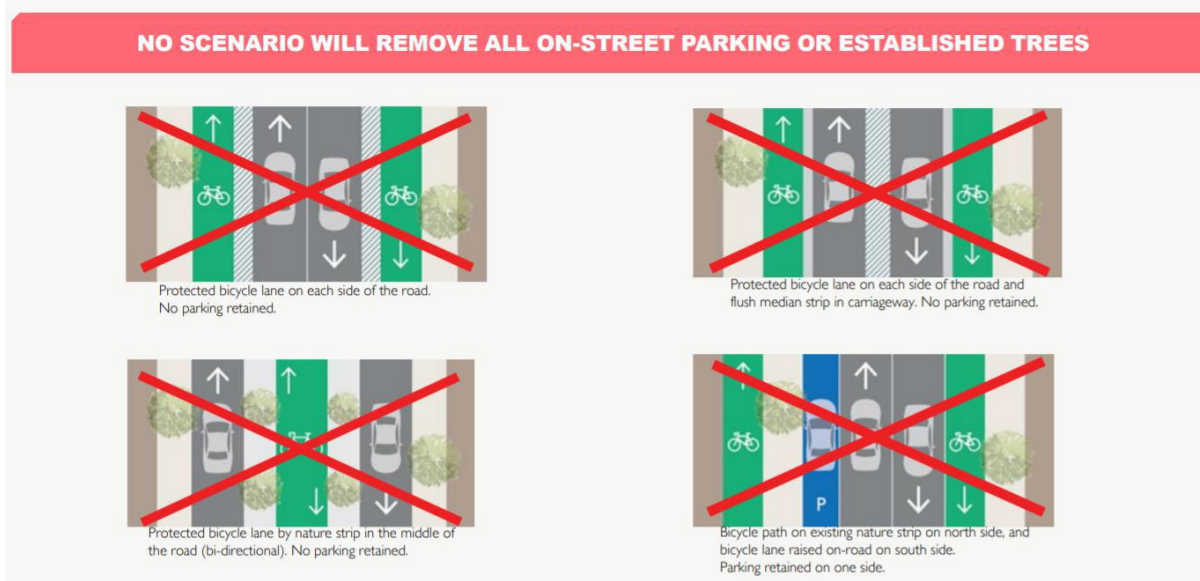 NO SCENARIO WILL REMOVE ALL ON-STREET PARKING OR ESTABLISHED TREES
Protected bicycle lane on each side of the road.
No parking retained.
Protected bicycle lane on each side of the road and
flush median strip in carriageway. No parking retained.
Protected bicycle lane by nature strip in the middle of
the road (bi-directional). No parking retained.
P
Bicycle path on existing nature strip on north side, and
bicycle lane raised on-road on south side.
Parking retained on one side.